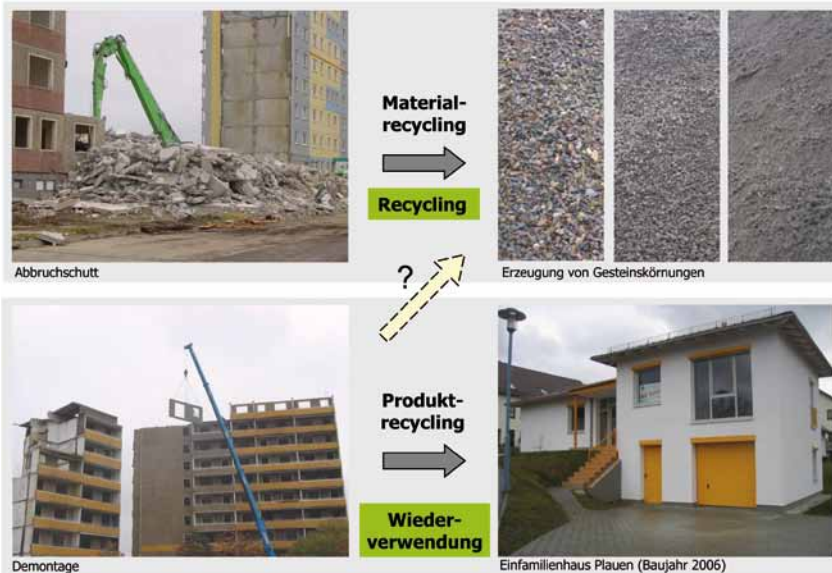 Material-
recycling
Recycling
Abbruchschutt
Erzeugung von Gesteinskörnungen
?
Produkt-
recycling
Wieder-
verwendung
Demontage
Einfamilienhaus Plauen (Baujahr 2006)